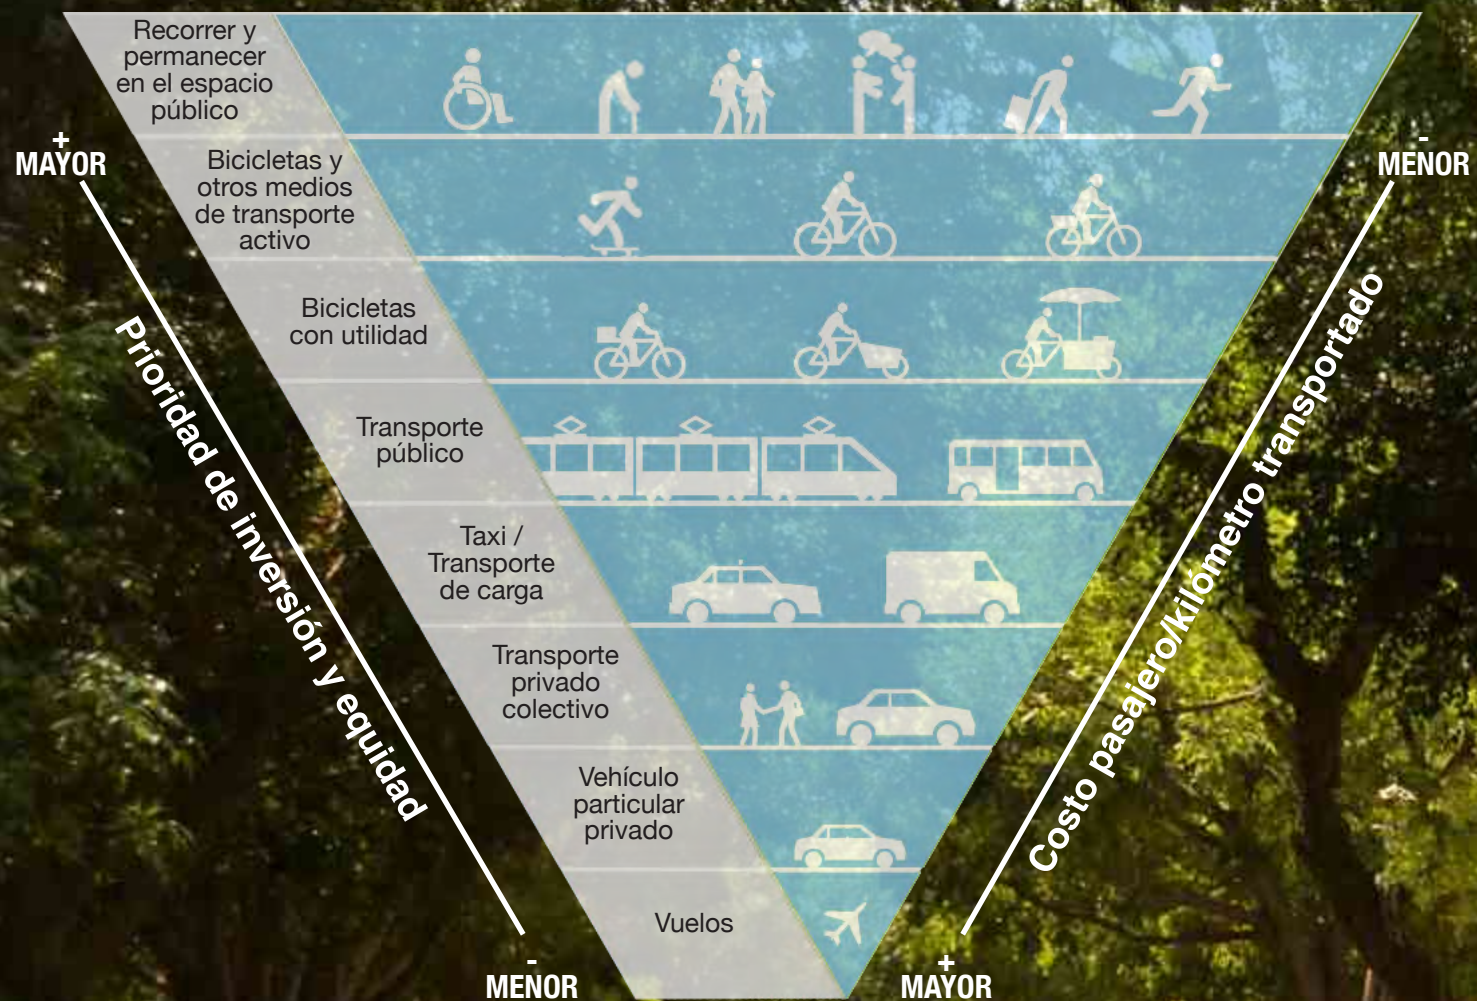 Recorrer y
permanecer
en el espacio
público
+
MAYOR
-
MENOR
Bicicletas y
otros medios
de transporte
activo
Bicicletas
con utilidad
Transporte
público
Taxi /
Transporte
de carga
Transporte
privado
colectivo
Vehículo
particular
privado
Vuelos
Prioridad de inversión y equidad
Costo pasajero/kilómetro transportado
-
MENOR
+
MAYOR